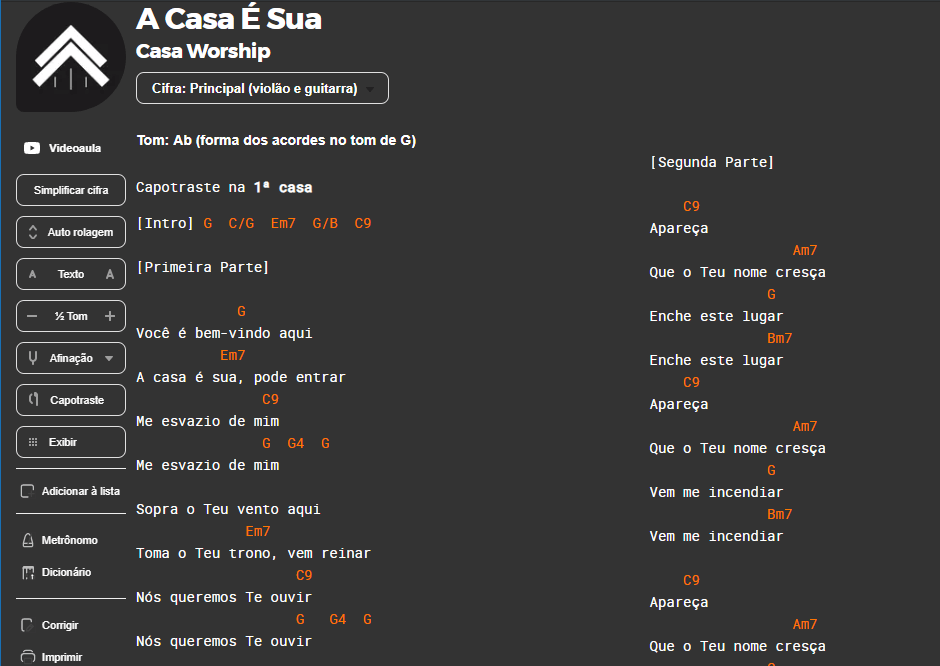 A Casa É Sua
Casa Worship
Cifra: Principal (violão e guitarra)
Videoaula
Simplificar cifra
Auto rolagem
A Texto A
½ Tom
Afinação
Capotraste
Exibir
Adicionar à lista
Metrônomo
Dicionário
Corrigir
Imprimir
Tom: Ab (forma dos acordes no tom de G)
Capotraste na 1ª casa
[Intro] G C/G Em7 G/B C9
[Primeira Parte]
G
Você é bem-vindo aqui
Em7
A casa é sua, pode entrar
C9
Me esvazio de mim
G G4 G
Me esvazio de mim
Sopra o Teu vento aqui
Em7
Toma o Teu trono, vem reinar
C9
Nós queremos Te ouvir
G G4 G
Nós queremos Te ouvir
[Segunda Parte]
C9
Apareça
Am7
Que o Teu nome cresça
G
Enche este lugar
Bm7
Enche este lugar
C9
Apareça
Am7
Que o Teu nome cresça
G
Vem me incendiar
Bm7
Vem me incendiar
C9
Apareça
Am7
Que o Teu nome cresça